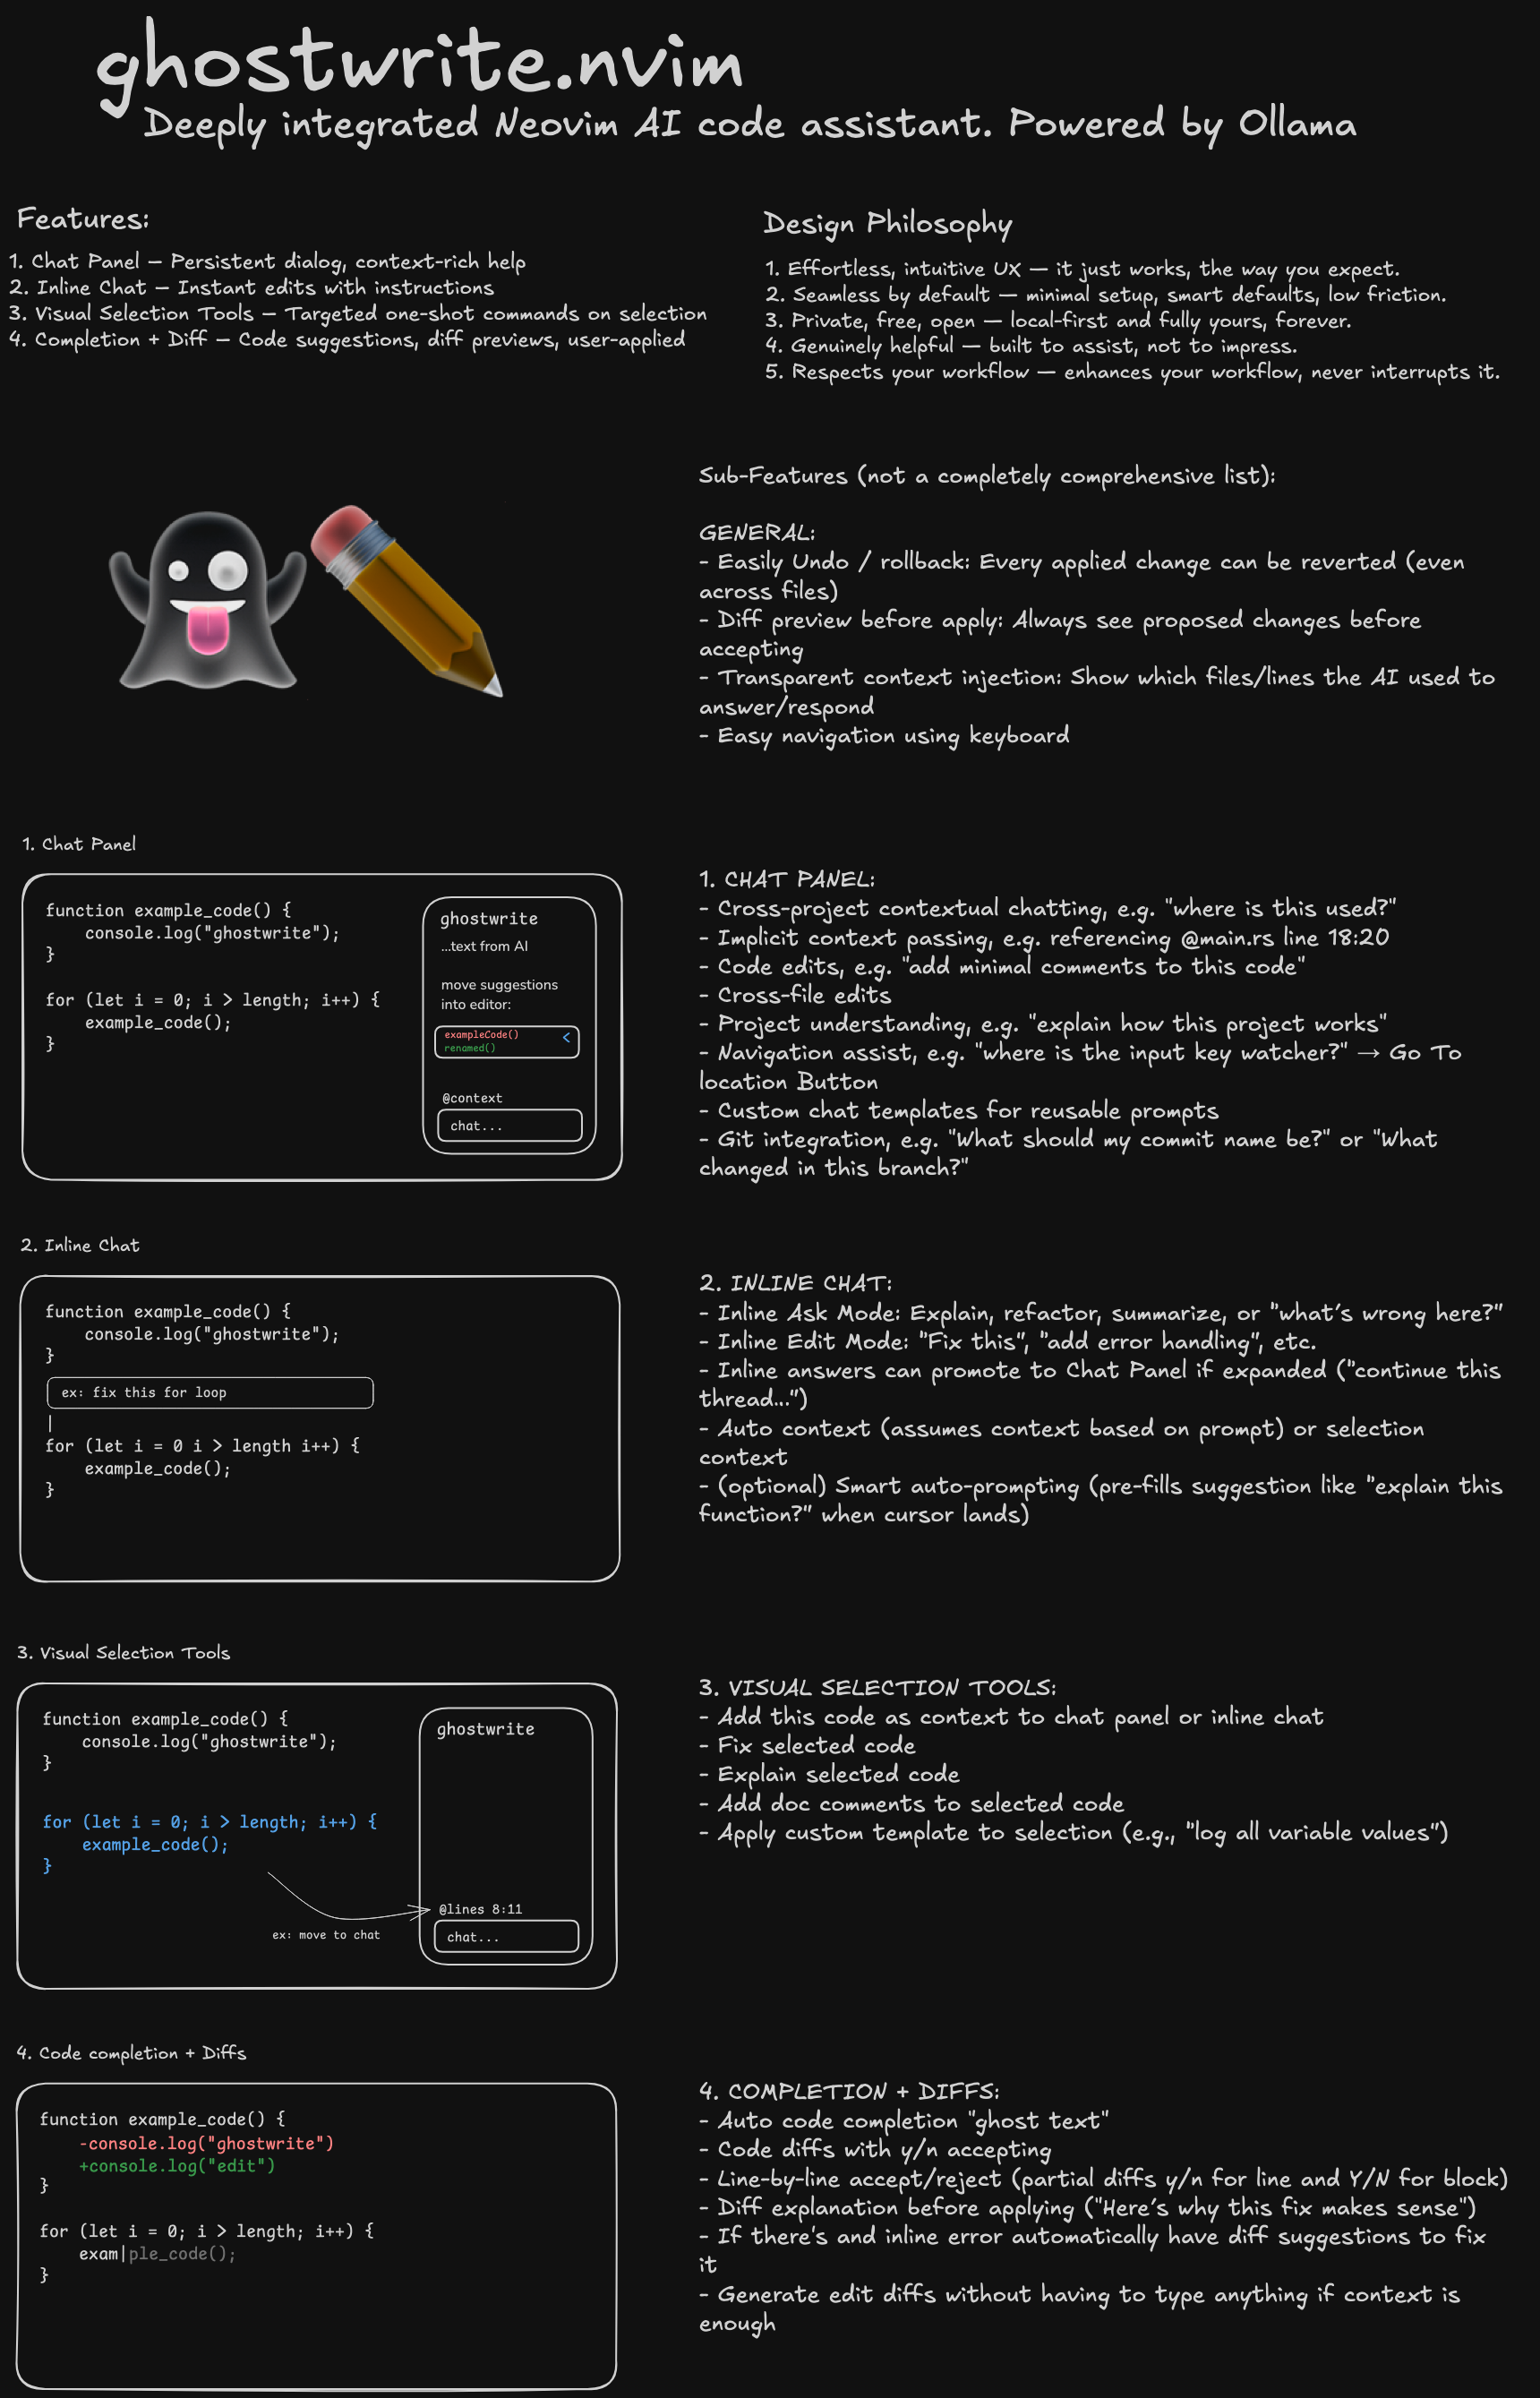 ghostwrite.nvim
Deeply integrated Neovim AI code assistant. Powered by Ollama
Features:
1. Chat Panel — Persistent dialog, context-rich help
2. Inline Chat — Instant edits with instructions
3. Visual Selection Tools — Targeted one-shot commands on selection
4. Completion + Diff — Code suggestions, diff previews, user-applied
Design Philosophy
1. Effortless, intuitive UX — it just works, the way you expect.
2. Seamless by default — minimal setup, smart defaults, low friction.
3. Private, free, open — local-first and fully yours, forever.
4. Genuinely helpful — built to assist, not to impress.
5. Respects your workflow — enhances your workflow, never interrupts it.
Sub-Features (not a completely comprehensive list):
GENERAL:
- Easily Undo / rollback: Every applied change can be reverted (even
across files)
- Diff preview before apply: Always see proposed changes before
accepting
- Transparent context injection: Show which files/lines the AI used to
answer/respond
- Easy navigation using keyboard
1. Chat Panel
function example_code() {
    console.log("ghostwrite");
}
for (let i = 0; i > length; i++) {
    example_code();
}
ghostwrite
...text from AI
move suggestions
into editor:
exampleCode()
renamed()
<
@context
chat...
1. CHAT PANEL:
- Cross-project contextual chatting, e.g. "where is this used?"
- Implicit context passing, e.g. referencing @main.rs line 18:20
- Code edits, e.g. "add minimal comments to this code"
- Cross-file edits
- Project understanding, e.g. "explain how this project works"
- Navigation assist, e.g. "where is the input key watcher?" → Go To
location Button
- Custom chat templates for reusable prompts
- Git integration, e.g. "What should my commit name be?" or "What
changed in this branch?"
2. Inline Chat
function example_code() {
    console.log("ghostwrite");
}
ex: fix this for loop
|
for (let i = 0 i > length i++) {
    example_code();
}
2. INLINE CHAT:
- Inline Ask Mode: Explain, refactor, summarize, or "what's wrong here?"
- Inline Edit Mode: "Fix this", "add error handling", etc.
- Inline answers can promote to Chat Panel if expanded ("continue this
thread...")
- Auto context (assumes context based on prompt) or selection
context
- (optional) Smart auto-prompting (pre-fills suggestion like "explain this
function?" when cursor lands)
3. Visual Selection Tools
function example_code() {
    console.log("ghostwrite");
}
for (let i = 0; i > length; i++) {
    example_code();
}
ex: move to chat
ghostwrite
@lines 8:11
chat...
3. VISUAL SELECTION TOOLS:
- Add this code as context to chat panel or inline chat
- Fix selected code
- Explain selected code
- Add doc comments to selected code
- Apply custom template to selection (e.g., "log all variable values")
4. Code completion + Diffs
function example_code() {
    -console.log("ghostwrite")
    +console.log("edit")
}
for (let i = 0; i > length; i++) {
    exam|ple_code();
}
4. COMPLETION + DIFFS:
- Auto code completion "ghost text"
- Code diffs with y/n accepting
- Line-by-line accept/reject (partial diffs y/n for line and Y/N for block)
- Diff explanation before applying ("Here's why this fix makes sense")
- If there's and inline error automatically have diff suggestions to fix
it
- Generate edit diffs without having to type anything if context is
enough